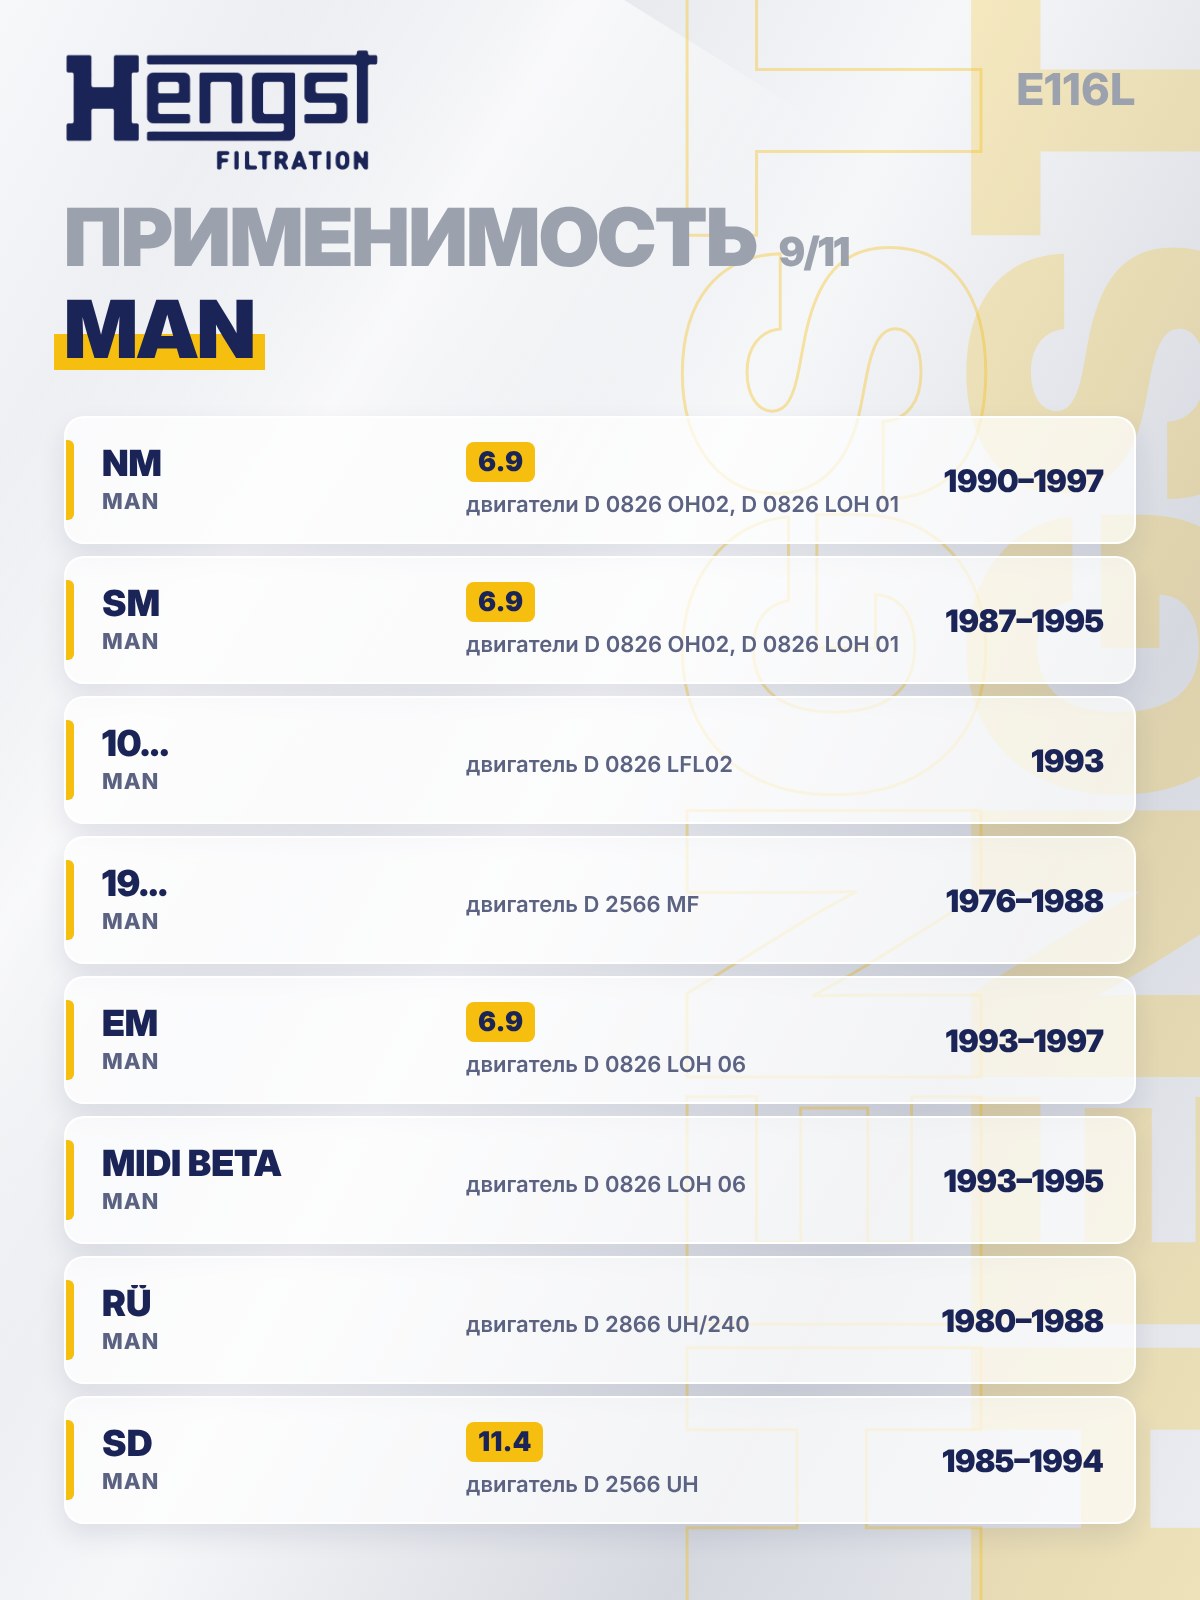 Hengst
FILTRATION
E116L
ПРИМЕНИМОСТЬ 9/11
MAN
NM
MAN
6.9
двигатели D 0826 OH02, D 0826 LOH 01
1990–1997
SM
MAN
6.9
двигатели D 0826 OH02, D 0826 LOH 01
1987–1995
10...
MAN
двигатель D 0826 LFL02
1993
19...
MAN
двигатель D 2566 MF
1976–1988
EM
MAN
6.9
двигатель D 0826 LOH 06
1993–1997
MIDI BETA
MAN
двигатель D 0826 LOH 06
1993–1995
RÜ
MAN
двигатель D 2866 UH/240
1980–1988
SD
MAN
11.4
двигатель D 2566 UH
1985–1994
HENGST
HENGST